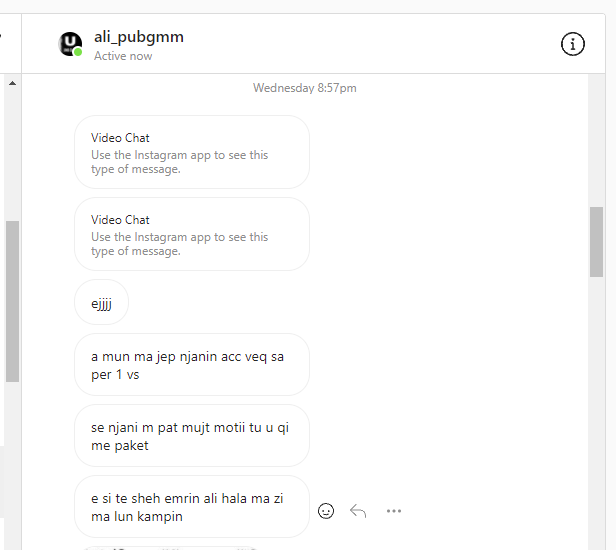 ali_pubgmm
Active now
Wednesday 8:57pm
Video Chat
Use the Instagram app to see this
type of message.
Video Chat
Use the Instagram app to see this
type of message.
ejjjj
a mun ma jep njanin acc veq sa
per 1 vs
se njani m pat mujt motii tu u qi
me paket
e si te sheh emrin ali hala ma zi
ma lun kampin